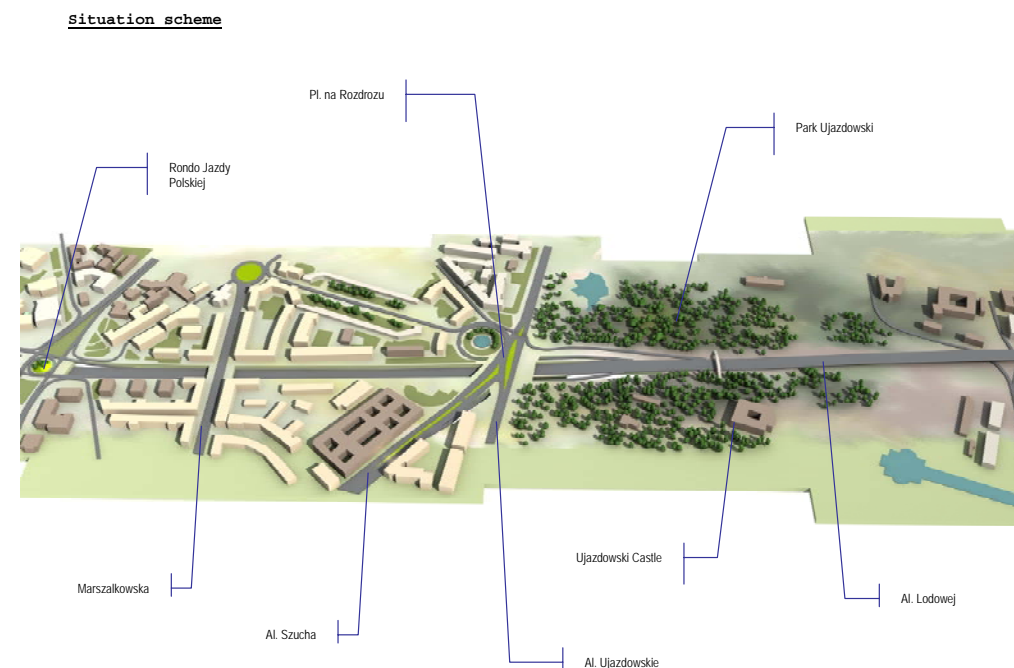 Situation scheme
Pl. na Rozdrozu
Park Ujazdowski
Rondo Jazdy
Polskiej
Ujazdowski Castle
Marszalkowska
Al. Lodowej
Al. Szucha
Al. Ujazdowskie